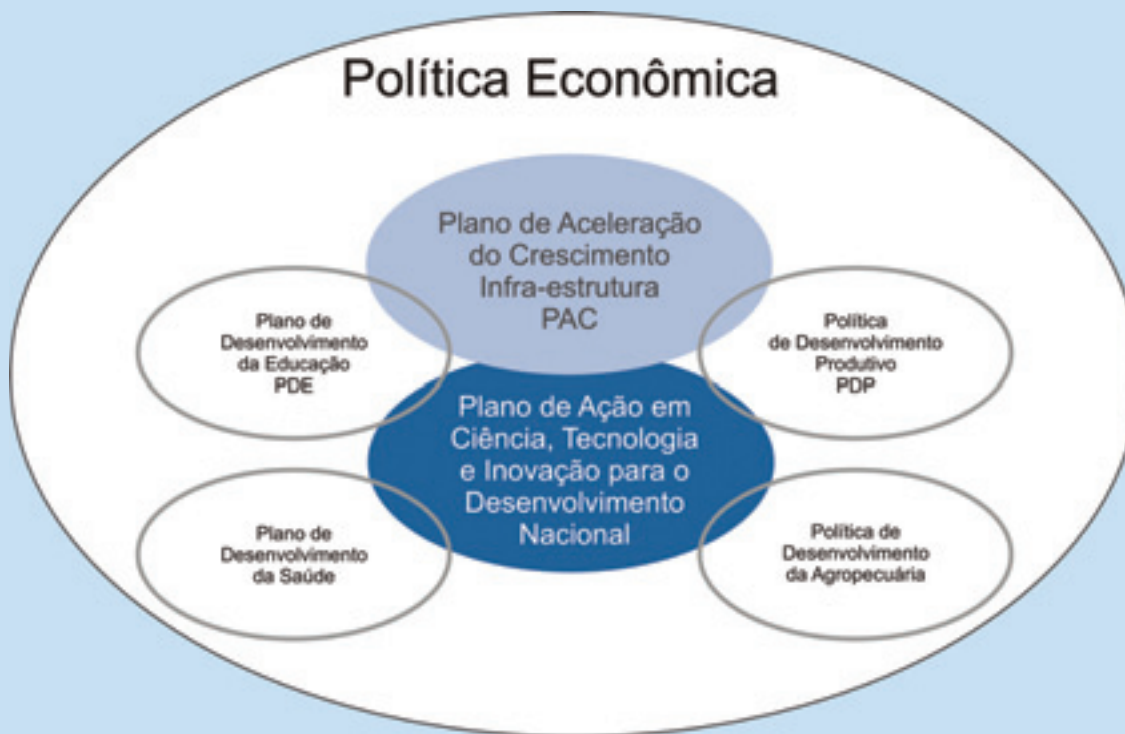 Política Econômica
Plano de Aceleração
do Crescimento
Infra-estrutura
PAC
Plano de
Desenvolvimento
da Educação
PDE
Política
de Desenvolvimento
Produtivo
PDP
Plano de Ação em
Ciência, Tecnologia
e Inovação para o
Desenvolvimento
Nacional
Plano de
Desenvolvimento
da Saúde
Política de
Desenvolvimento
da Agropecuária